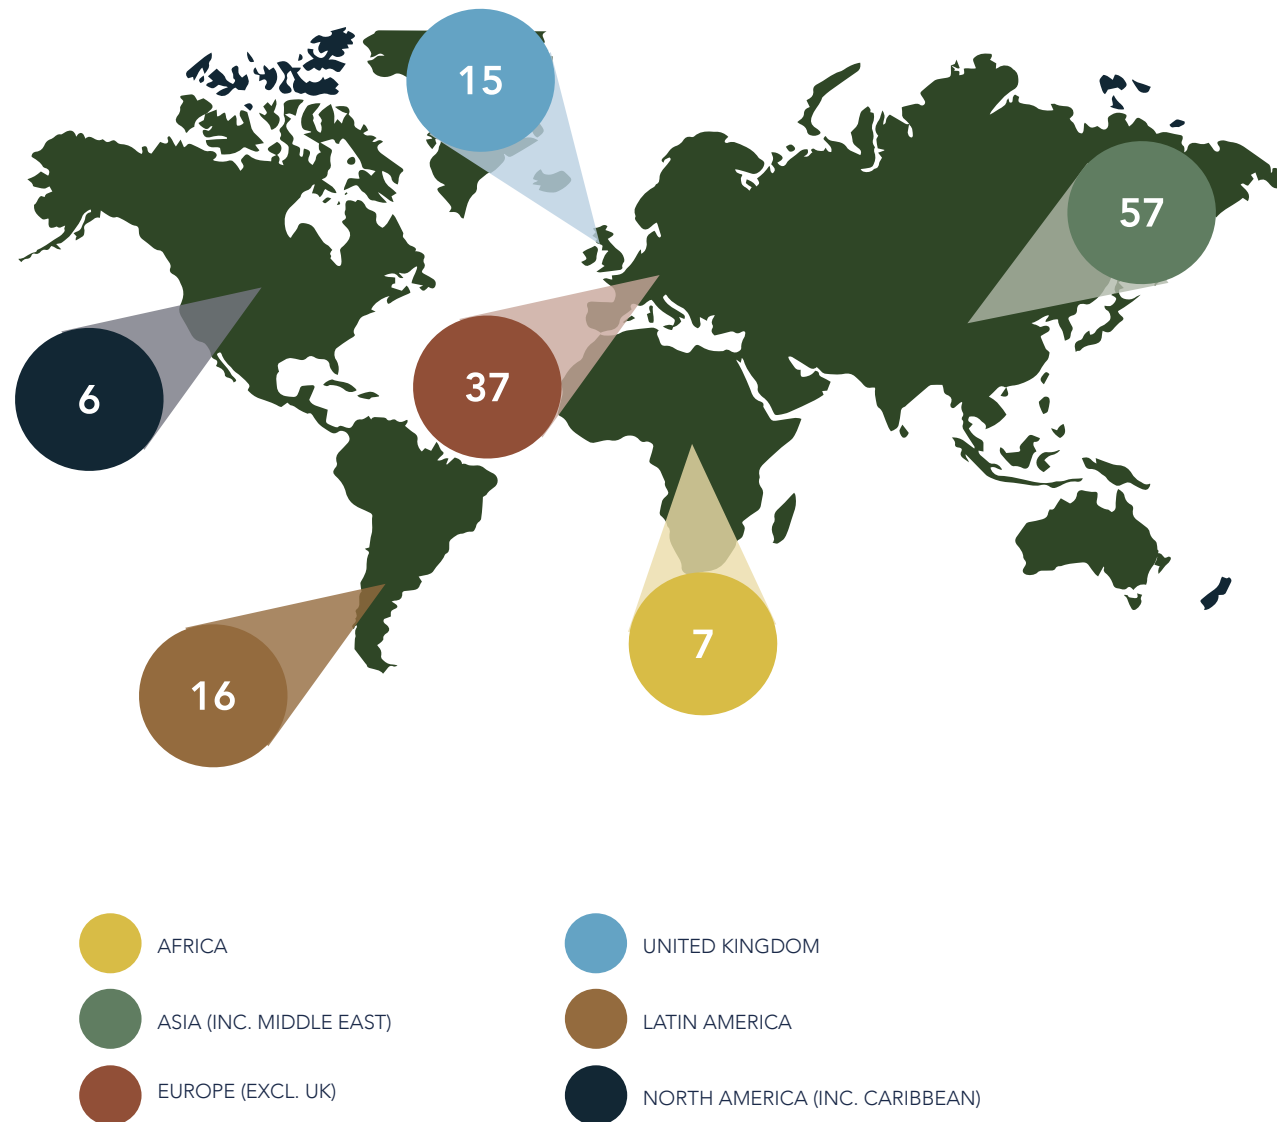 15
57
37
6
7
16
AFRICA
UNITED KINGDOM
ASIA (INC. MIDDLE EAST)
LATIN AMERICA
EUROPE (EXCL. UK)
NORTH AMERICA (INC. CARIBBEAN)